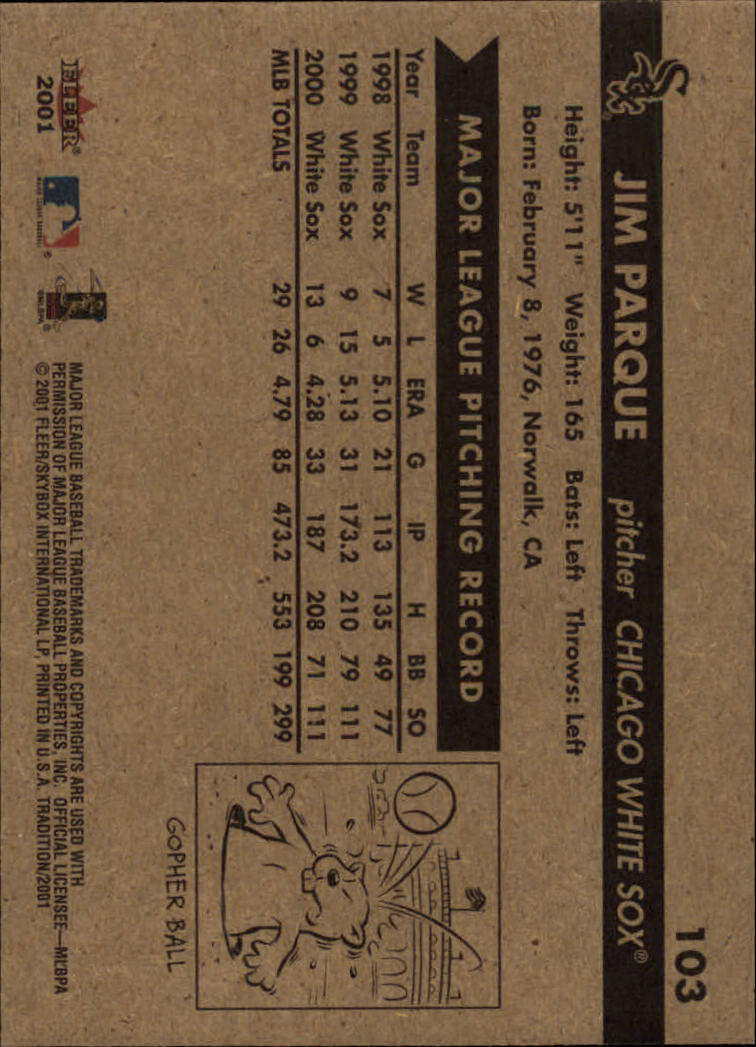 103
JIM PARQUE pitcher CHICAGO WHITE SOX®
Height: 5'11" Weight: 165 Bats: Left Throws: Left
Born: February 8, 1976, Norwalk, CA
MAJOR LEAGUE PITCHING RECORD
Year Team W L ERA G IP H BB SO
1998 White Sox 7 5 5.10 21 113 135 49 77
1999 White Sox 9 15 5.13 31 173.2 210 79 111
2000 White Sox 13 6 4.28 33 187 208 71 111
MLB TOTALS 29 26 4.79 85 473.2 553 199 299
GOPHER BALL
FLEER®
2001
MAJOR LEAGUE BASEBALL TRADEMARKS AND COPYRIGHTS ARE USED WITH
PERMISSION OF MAJOR LEAGUE BASEBALL PROPERTIES, INC. OFFICIAL LICENSEE—MLBPA
© 2001 FLEER/SKYBOX INTERNATIONAL LP, PRINTED IN U.S.A. TRADITION/2001